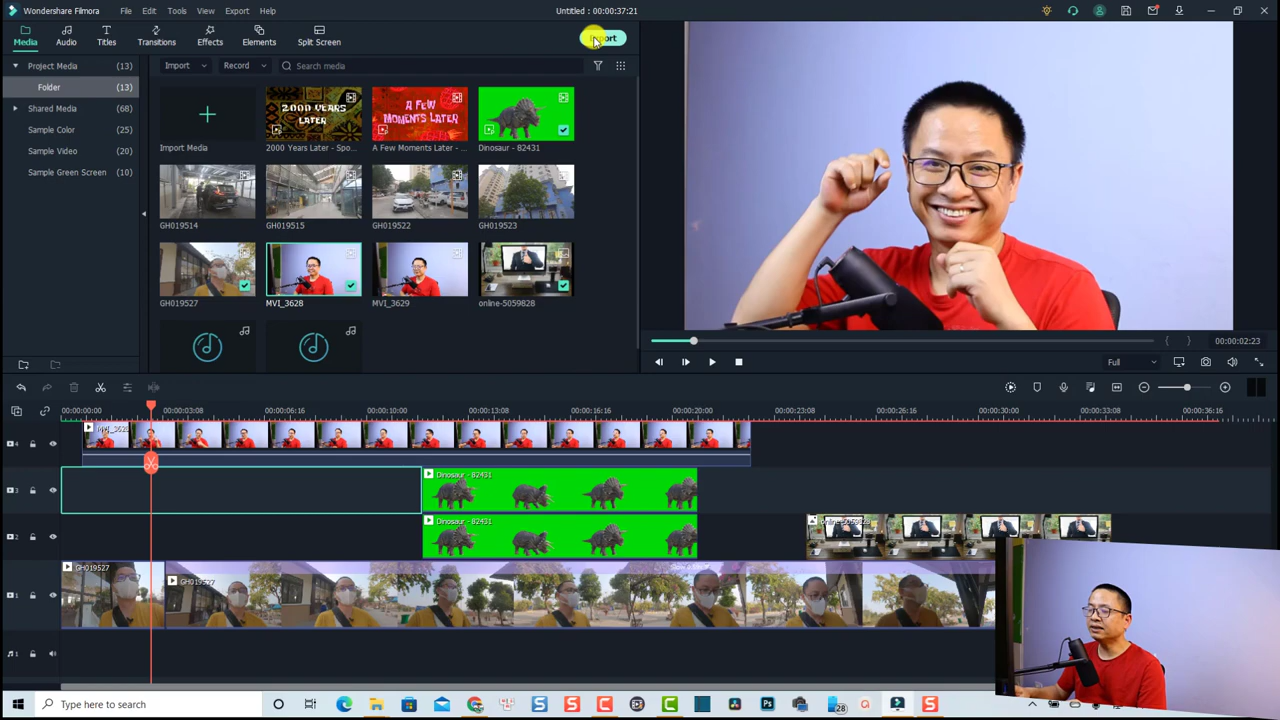 Wondershare Filmora File Edit Tools View Export Help Untitled : 00:00:37:21
Media Audio Titles Transitions Effects Elements Split Screen Export
Project Media (13) Import Record Search media
Folder (13)
Shared Media (68)
Sample Color (25)
Sample Video (20)
Sample Green Screen (10)
2000 YEARS
LATER
A FEW
MOMENTS LATER
Import Media 2000 Years Later - Spo... A Few Moments Later - ... Dinosaur - 82431
GH019514 GH019515 GH019522 GH019523
GH019527 MVI_3628 MVI_3629 online-5059828
00:00:02:23
Full
00:00:00:00 00:00:03:08 00:00:06:16 00:00:10:00 00:00:13:08 00:00:16:16 00:00:20:00 00:00:23:08 00:00:26:16 00:00:30:00 00:00:33:08 00:00:36:16
4 MVI_3628
3 Dinosaur - 82431
2 Dinosaur - 82431 online-5059828
1 GH019527 GH019527
1
Type here to search 28